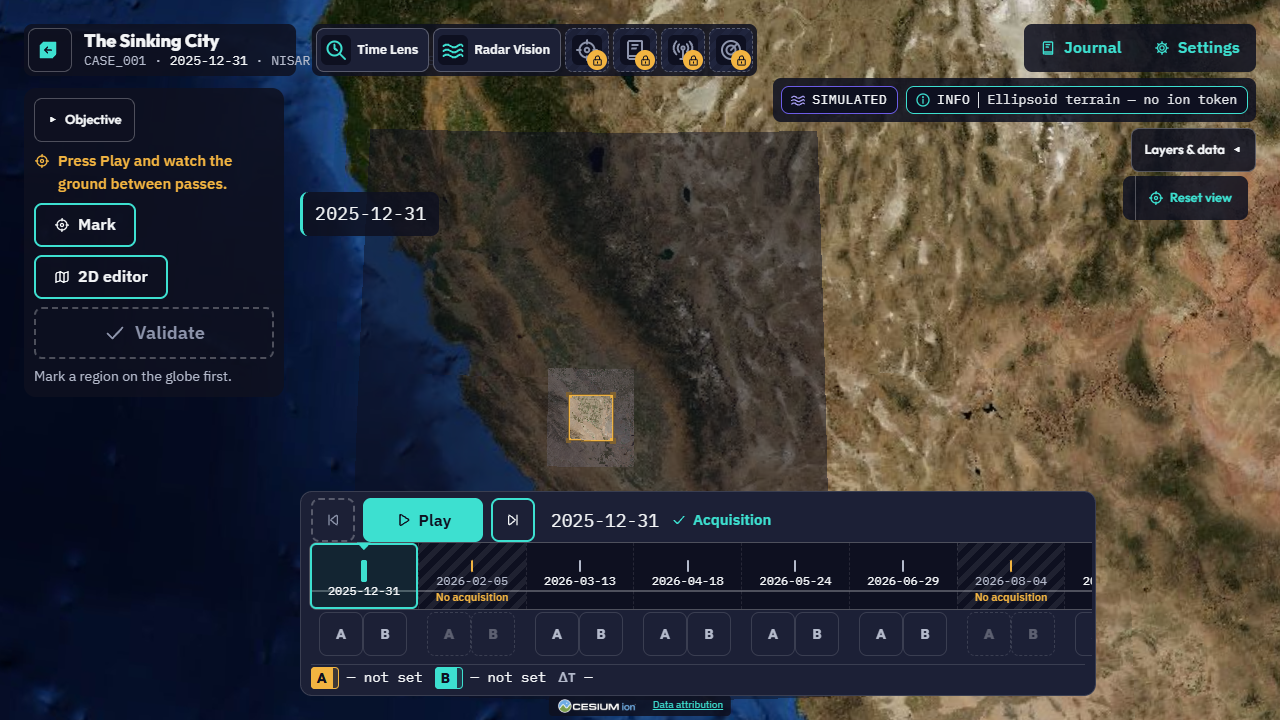 The Sinking City
CASE_001 · 2025-12-31 · NISAR
Time Lens
Radar Vision
Journal
Settings
SIMULATED
INFO | Ellipsoid terrain — no ion token
Objective
Press Play and watch the
ground between passes.
Mark
2D editor
Validate
Mark a region on the globe first.
Layers & data
Reset view
2025-12-31
Play
2025-12-31
Acquisition
2025-12-31
2026-02-05
No acquisition
2026-03-13
2026-04-18
2026-05-24
2026-06-29
2026-08-04
No acquisition
A B
A B
A B
A B
A B
A B
A B
A — not set B — not set ΔT —
CESIUM ion
Data attribution